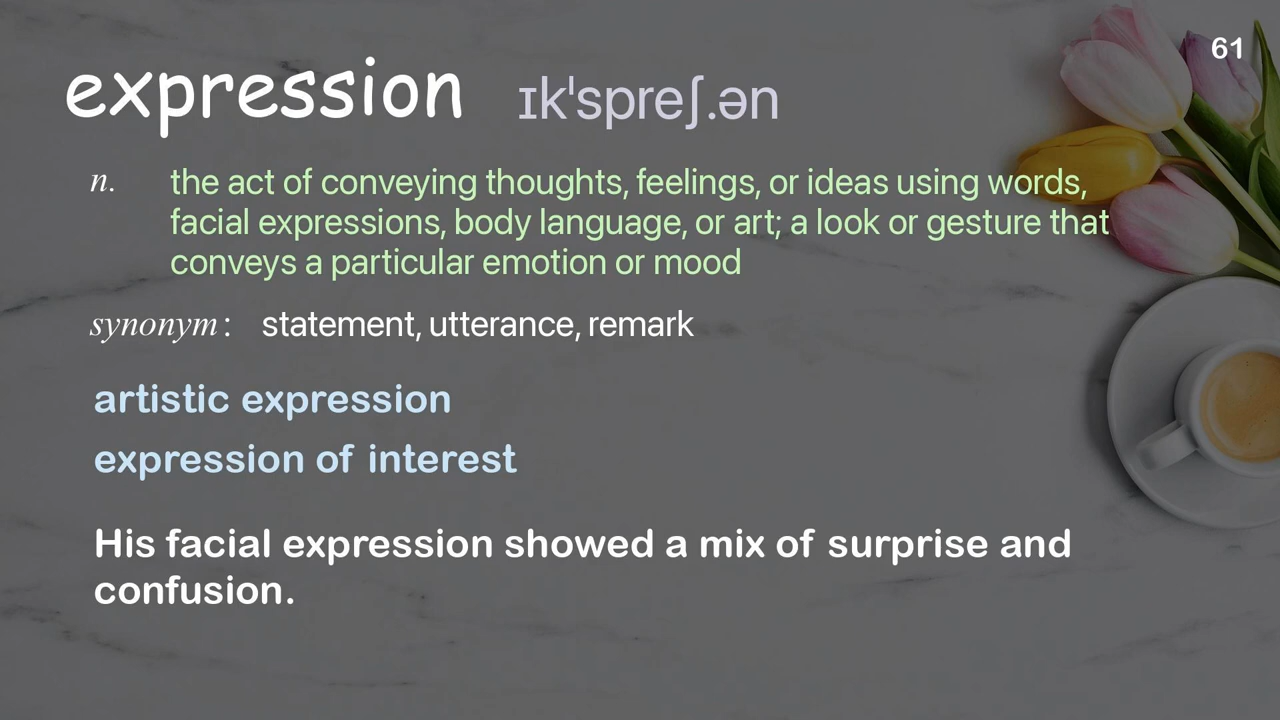 61
expression ɪk'spreʃ.ən
n. the act of conveying thoughts, feelings, or ideas using words,
facial expressions, body language, or art; a look or gesture that
conveys a particular emotion or mood
synonym: statement, utterance, remark
artistic expression
expression of interest
His facial expression showed a mix of surprise and
confusion.